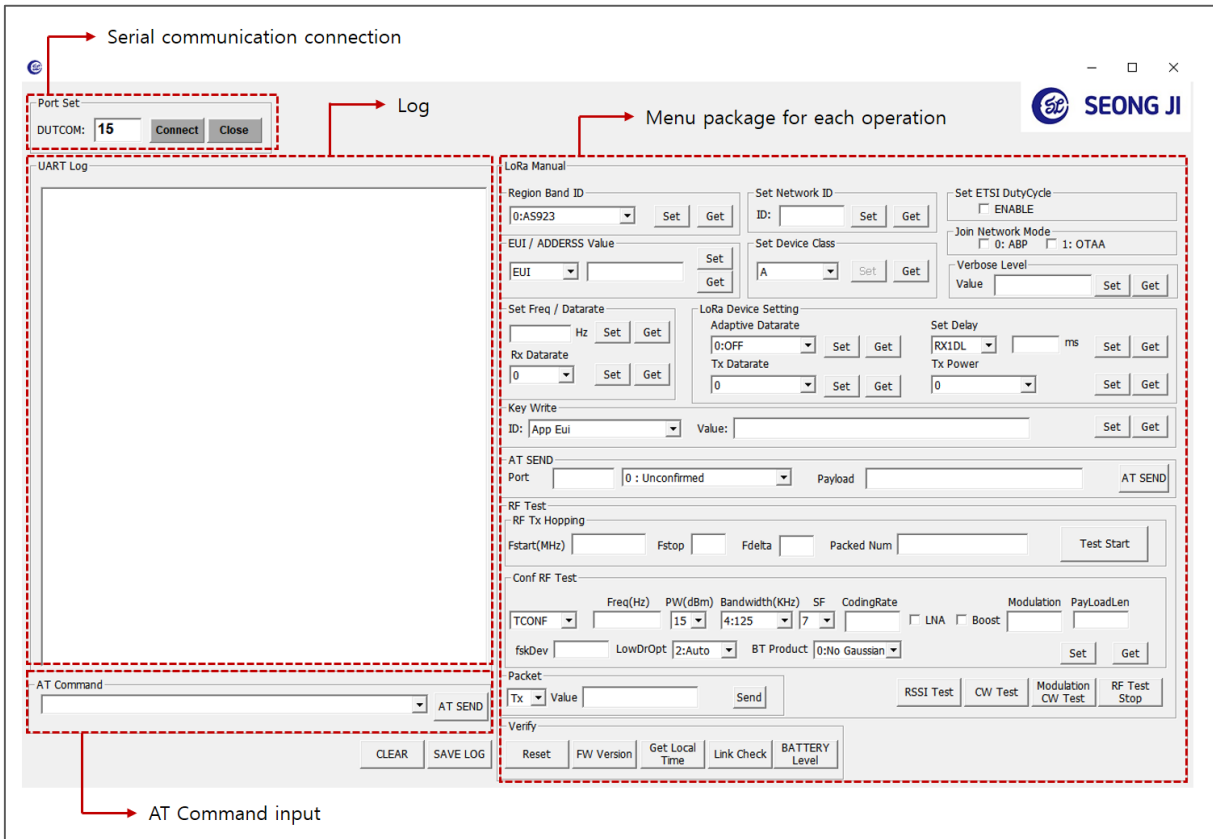 Serial communication connection
Log
Menu package for each operation
SEONG JI
Port Set
DUTCOM: 15 Connect Close
UART Log
LoRa Manual
Region Band ID
0:AS923 Set Get
Set Network ID
ID: Set Get
Set ETSI DutyCycle
ENABLE
Join Network Mode
0: ABP 1: OTAA
EUI / ADDERSS Value
EUI Set
Get
Set Device Class
A Set Get
Verbose Level
Value Set Get
Set Freq / Datarate
Hz Set Get
Rx Datarate
0 Set Get
LoRa Device Setting
Adaptive Datarate Set Delay
0:OFF Set Get RX1DL ms Set Get
Tx Datarate Tx Power
0 Set Get 0 Set Get
Key Write
ID: App Eui Value: Set Get
AT SEND
Port 0 : Unconfirmed Payload AT SEND
RF Test
RF Tx Hopping
Fstart(MHz) Fstop Fdelta Packed Num Test Start
Conf RF Test
Freq(Hz) PW(dBm) Bandwidth(KHz) SF CodingRate Modulation PayLoadLen
TCONF 15 4:125 7 LNA Boost
fskDev LowDrOpt 2:Auto BT Product 0:No Gaussian Set Get
Packet
Tx Value Send
RSSI Test CW Test Modulation CW Test RF Test Stop
AT Command
AT SEND
CLEAR SAVE LOG
Verify
Reset FW Version Get Local Time Link Check BATTERY Level
AT Command input